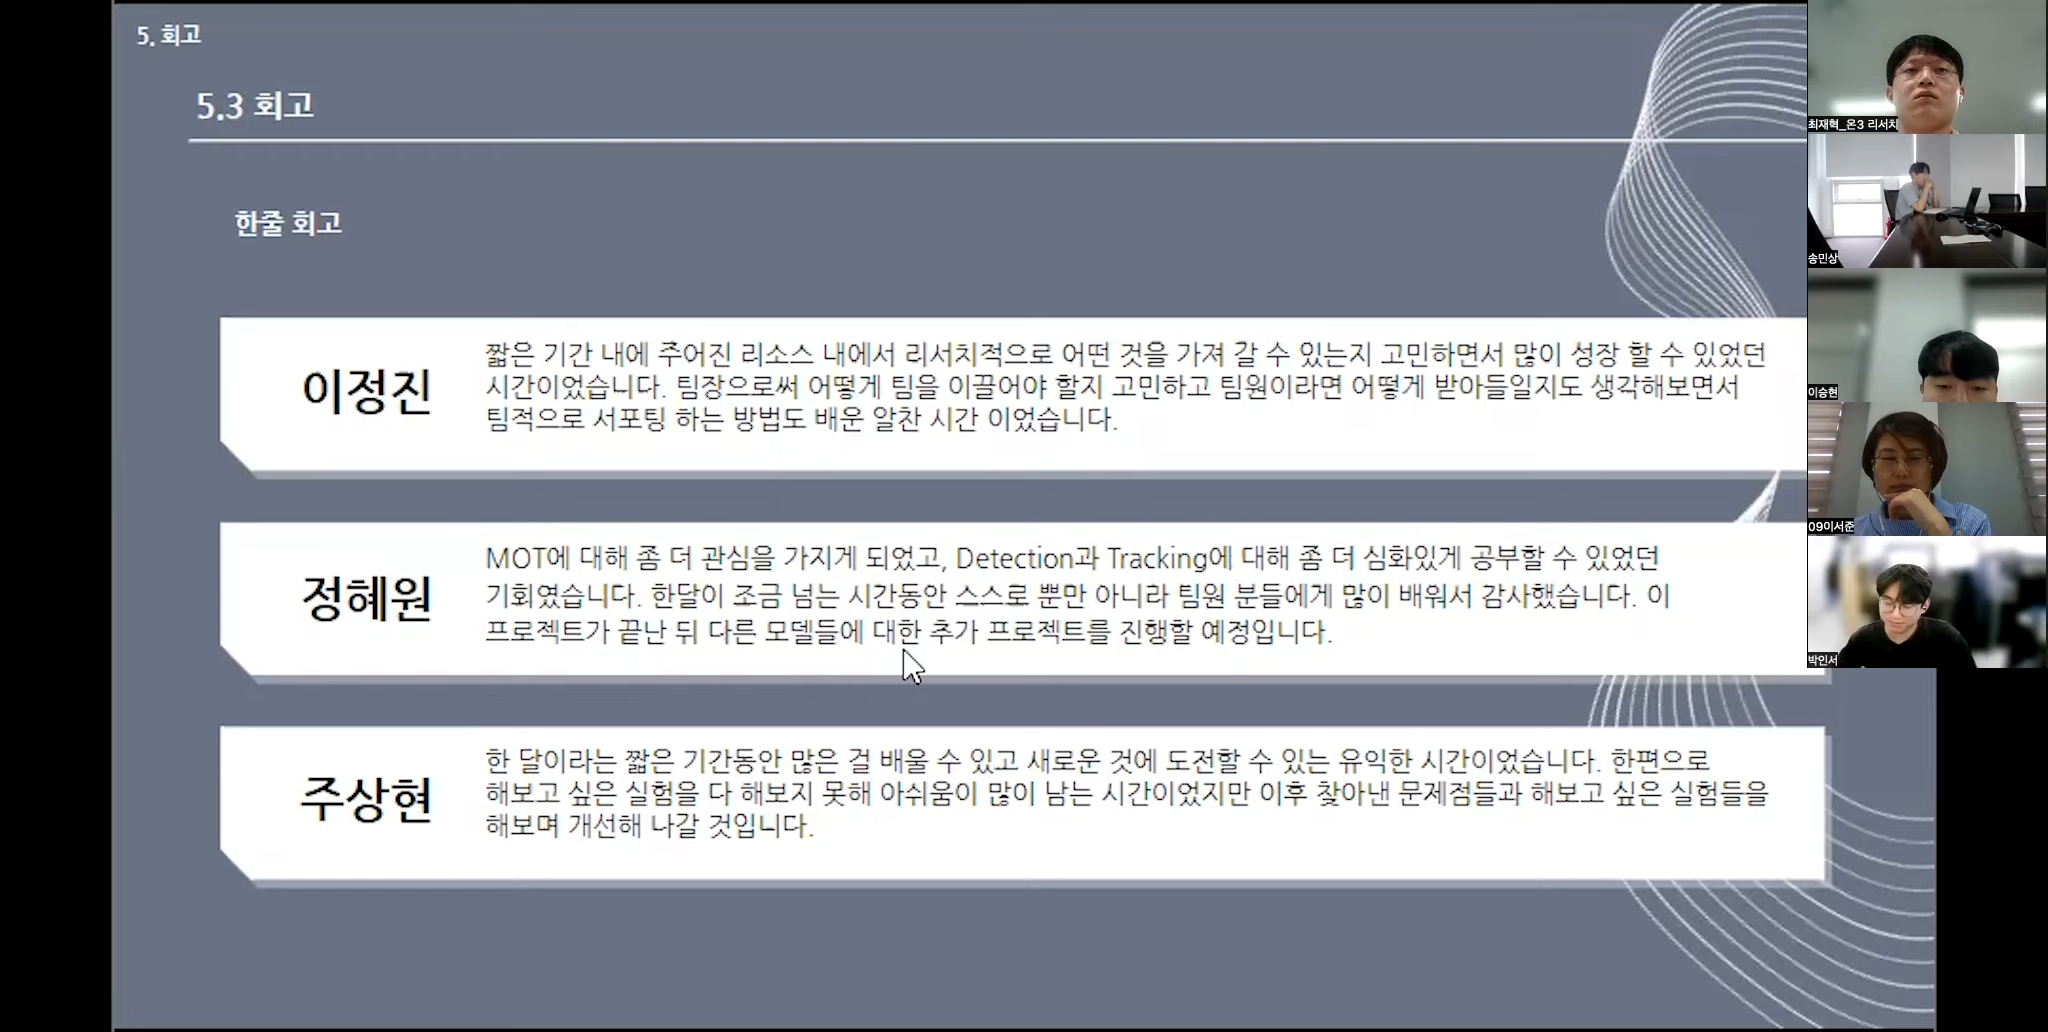 5. 회고
5.3 회고
한줄 회고
이정진
짧은 기간 내에 주어진 리소스 내에서 리서치적으로 어떤 것을 가져 갈 수 있는지 고민하면서 많이 성장 할 수 있었던
시간이었습니다. 팀장으로써 어떻게 팀을 이끌어야 할지 고민하고 팀원이라면 어떻게 받아들일지도 생각해보면서
팀적으로 서포팅 하는 방법도 배운 알찬 시간 이었습니다.
정혜원
MOT에 대해 좀 더 관심을 가지게 되었고, Detection과 Tracking에 대해 좀 더 심화있게 공부할 수 있었던
기회였습니다. 한달이 조금 넘는 시간동안 스스로 뿐만 아니라 팀원 분들에게 많이 배워서 감사했습니다. 이
프로젝트가 끝난 뒤 다른 모델들에 대한 추가 프로젝트를 진행할 예정입니다.
주상현
한 달이라는 짧은 기간동안 많은 걸 배울 수 있고 새로운 것에 도전할 수 있는 유익한 시간이었습니다. 한편으로
해보고 싶은 실험을 다 해보지 못해 아쉬움이 많이 남는 시간이었지만 이후 찾아낸 문제점들과 해보고 싶은 실험들을
해보며 개선해 나갈 것입니다.
최재혁_온3 리서치
송민상
이승현
09이서준
박인서